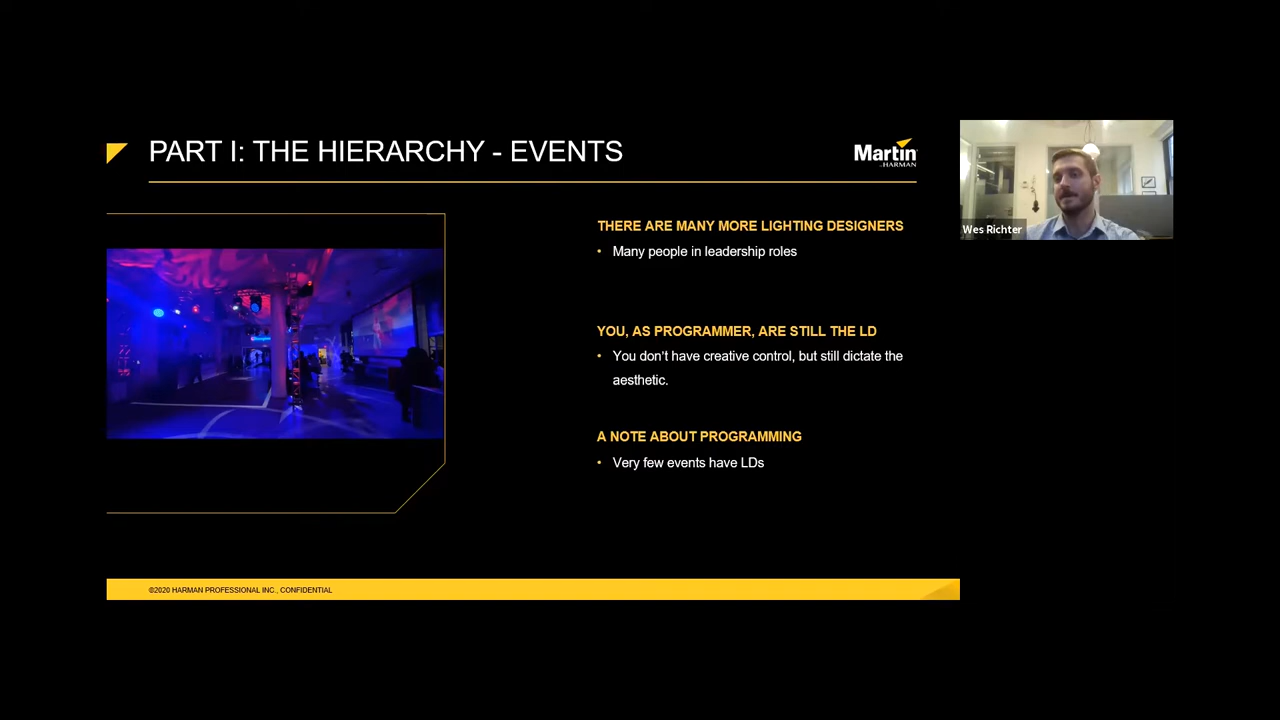 PART I: THE HIERARCHY - EVENTS
Martin
by HARMAN
Wes Richter
THERE ARE MANY MORE LIGHTING DESIGNERS
• Many people in leadership roles
YOU, AS PROGRAMMER, ARE STILL THE LD
• You don't have creative control, but still dictate the
aesthetic.
A NOTE ABOUT PROGRAMMING
• Very few events have LDs
©2020 HARMAN PROFESSIONAL INC., CONFIDENTIAL